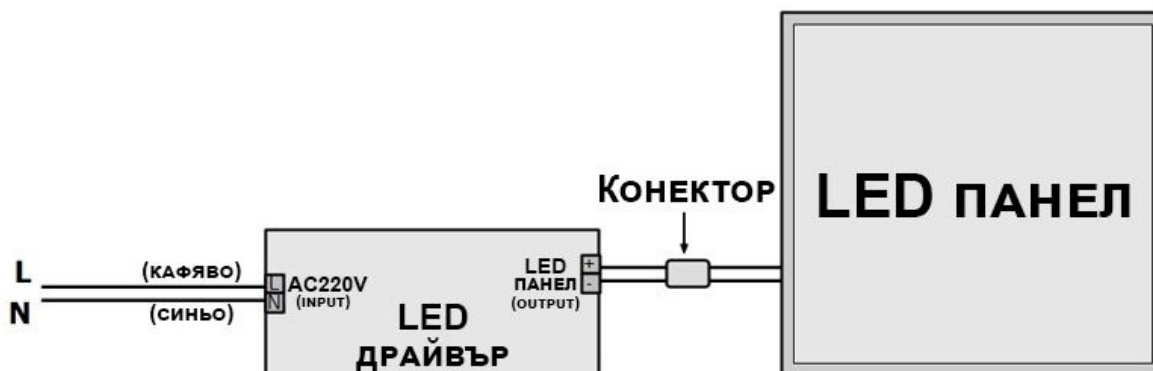 L
N
(КАФЯВО)
(СИНЬО)
L
N
AC220V
(INPUT)
LED
ПАНЕЛ
(OUTPUT)
+
-
LED
ДРАЙВЪР
КОНЕКТОР
LED ПАНЕЛ